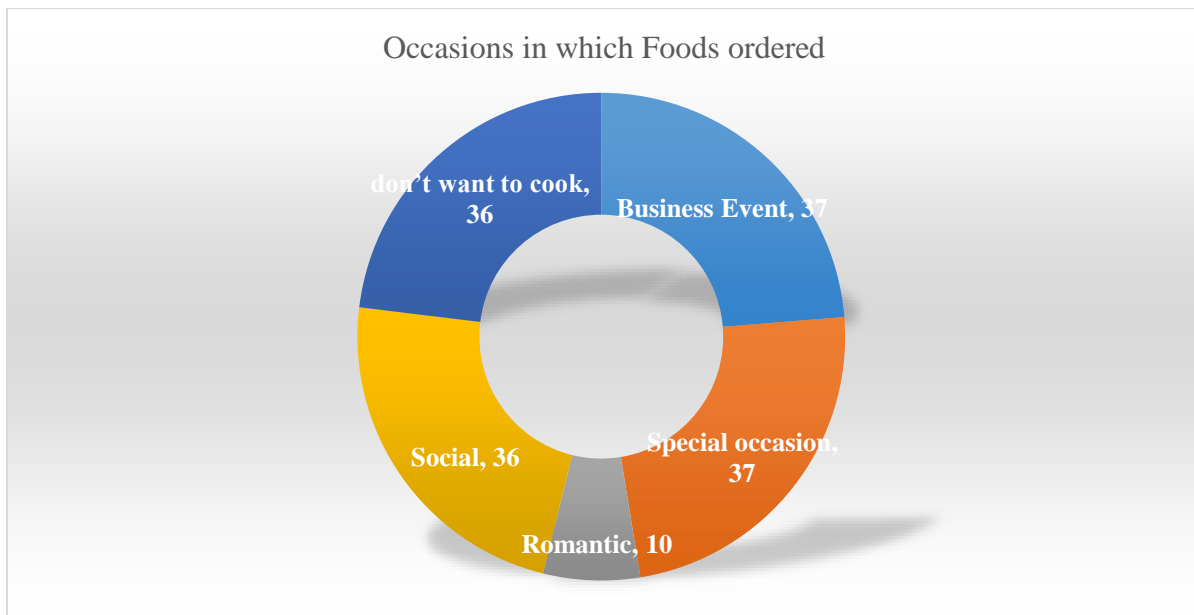 Occasions in which Foods ordered
don’t want to cook,
36
Business Event, 37
Social, 36
Special occasion,
37
Romantic, 10